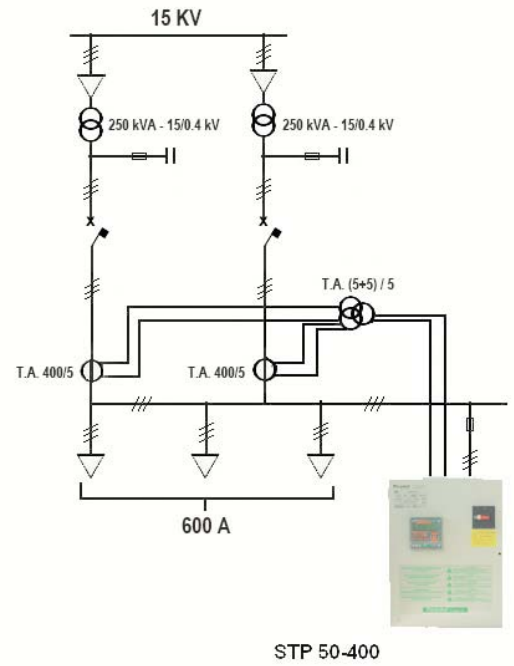 15 KV
250 kVA - 15/0.4 kV
250 kVA - 15/0.4 kV
T.A. (5+5) / 5
T.A. 400/5
T.A. 400/5
600 A
STP 50-400